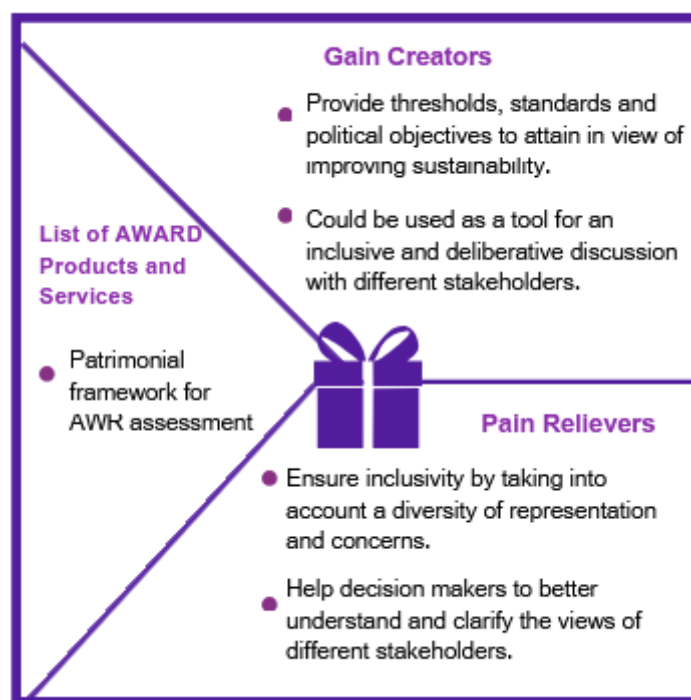 Gain Creators
Provide thresholds, standards and
political objectives to attain in view of
improving sustainability.
Could be used as a tool for an
inclusive and deliberative discussion
with different stakeholders.
List of AWARD
Products and
Services
Patrimonial
framework for
AWR assessment
Pain Relievers
Ensure inclusivity by taking into
account a diversity of representation
and concerns.
Help decision makers to better
understand and clarify the views of
different stakeholders.